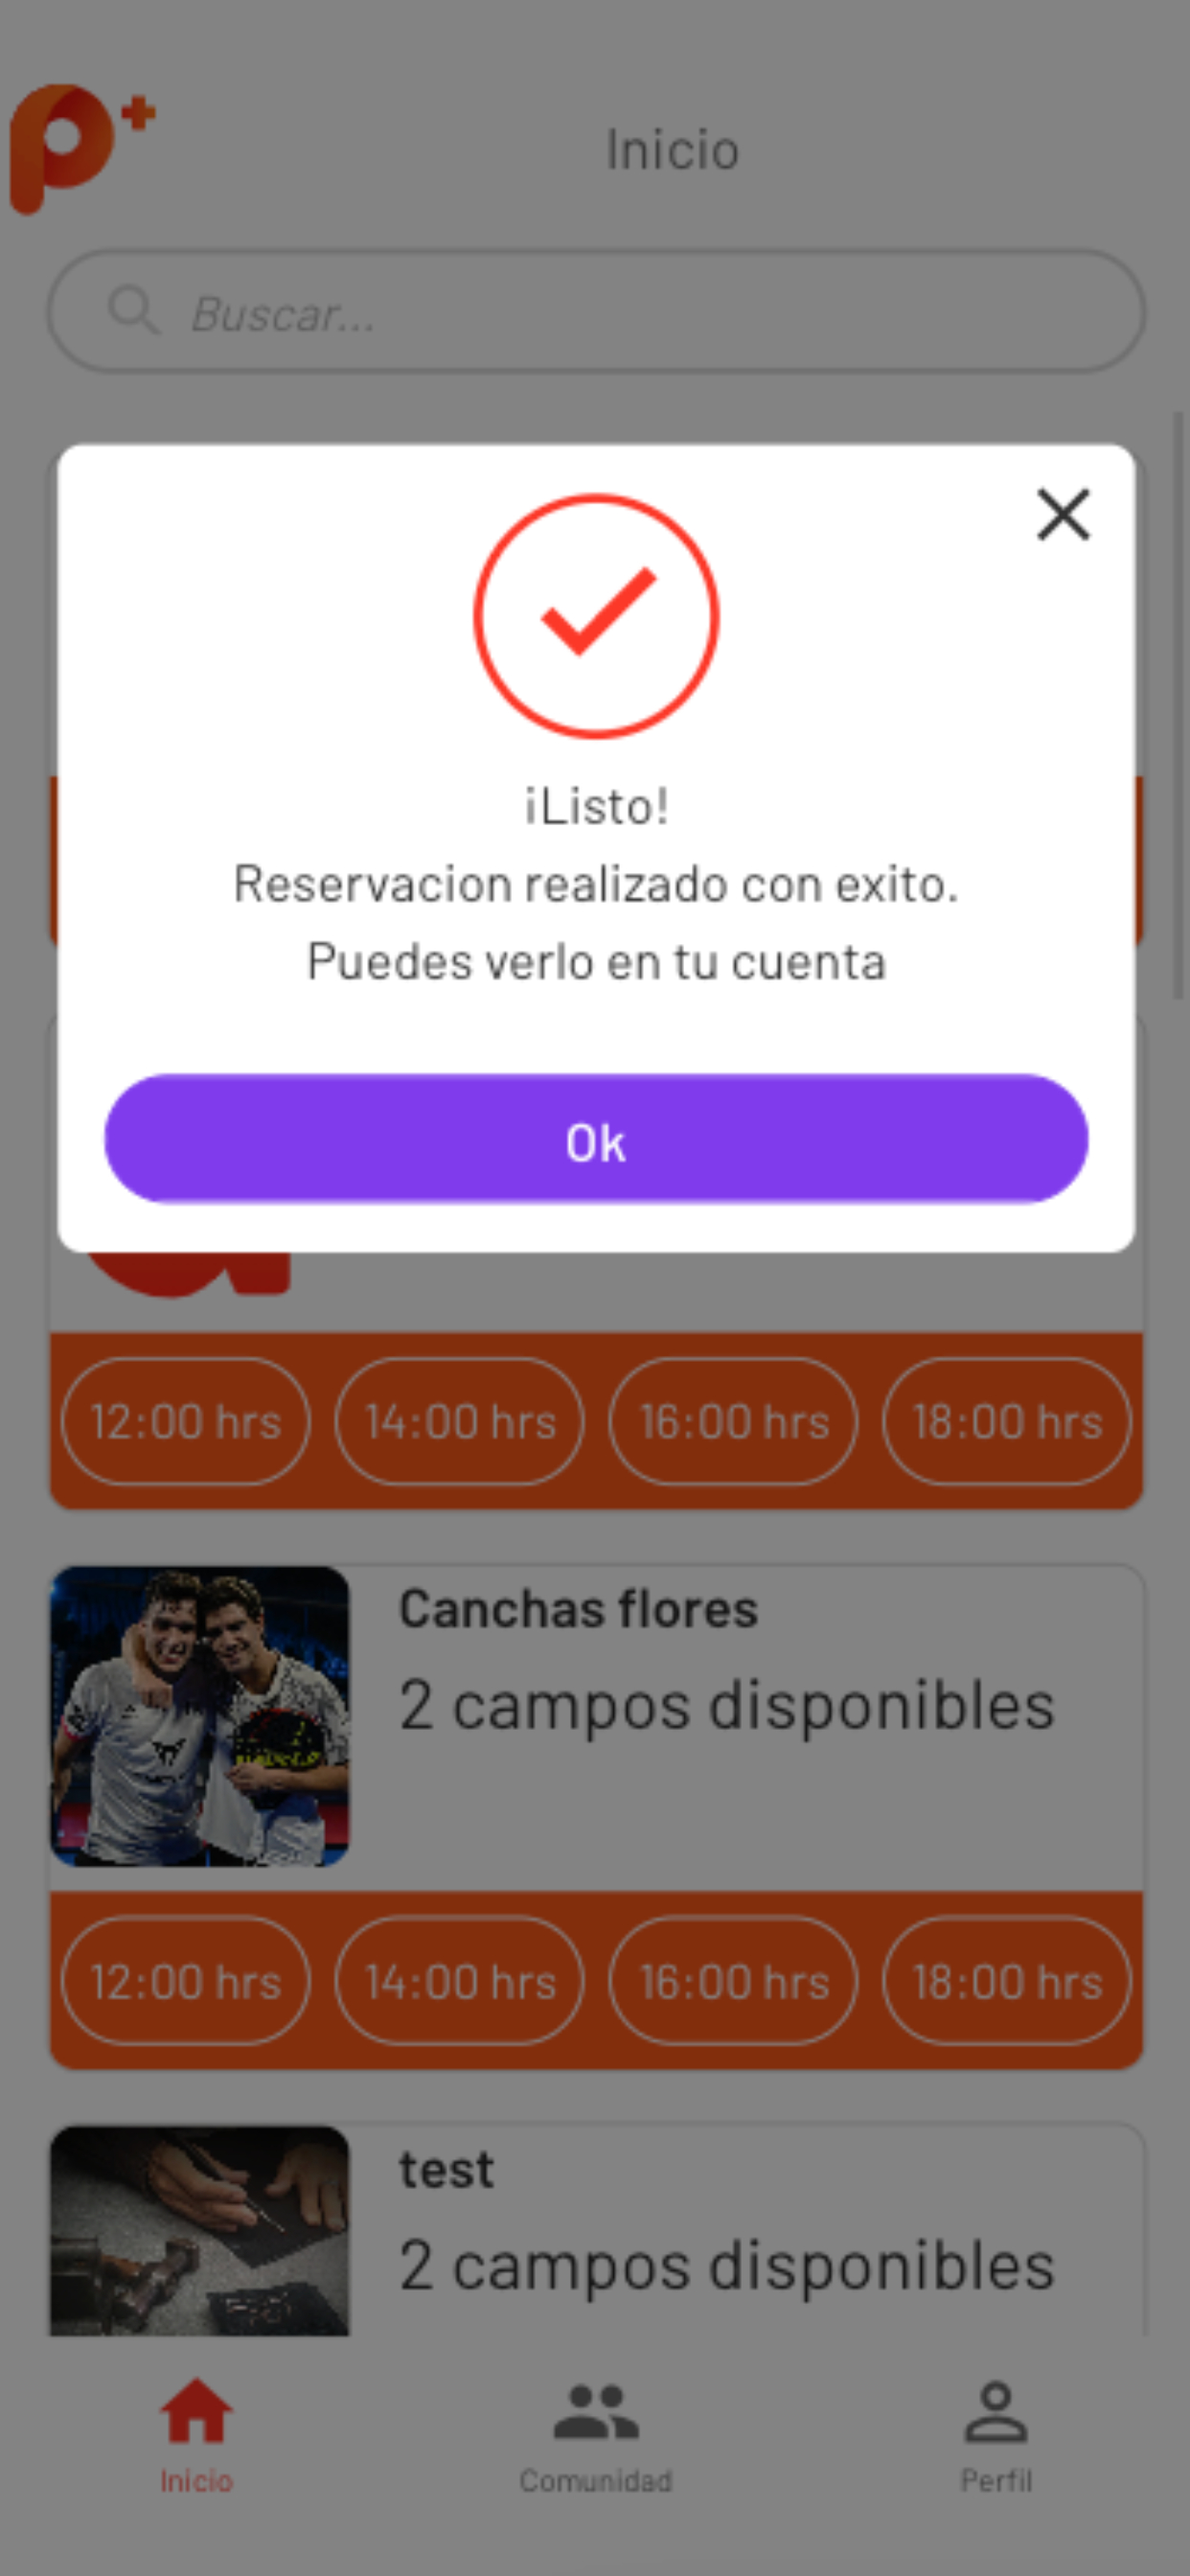 p+
Inicio
Buscar...
¡Listo!
Reservacion realizado con exito.
Puedes verlo en tu cuenta
Ok
12:00 hrs 14:00 hrs 16:00 hrs 18:00 hrs
Canchas flores
2 campos disponibles
12:00 hrs 14:00 hrs 16:00 hrs 18:00 hrs
test
2 campos disponibles
Inicio Comunidad Perfil